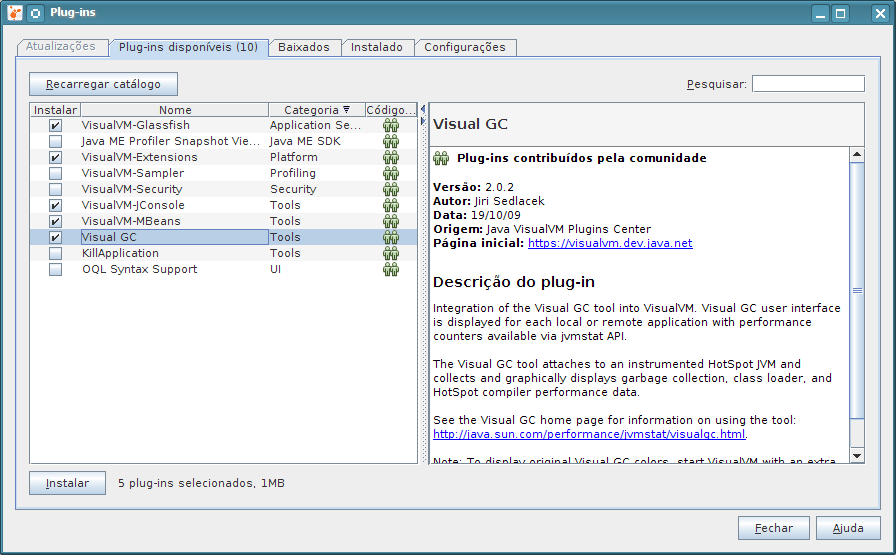 Plug-ins
Atualizações
Plug-ins disponíveis (10)
Baixados
Instalado
Configurações
Recarregar catálogo
Pesquisar:
Instalar Nome Categoria Código...
VisualVM-Glassfish Application Se...
Java ME Profiler Snapshot Vie... Java ME SDK
VisualVM-Extensions Platform
VisualVM-Sampler Profiling
VisualVM-Security Security
VisualVM-JConsole Tools
VisualVM-MBeans Tools
Visual GC Tools
KillApplication Tools
OQL Syntax Support UI
Visual GC
Plug-ins contribuídos pela comunidade
Versão: 2.0.2
Autor: Jiri Sedlacek
Data: 19/10/09
Origem: Java VisualVM Plugins Center
Página inicial: https://visualvm.dev.java.net
Descrição do plug-in
Integration of the Visual GC tool into VisualVM. Visual GC user interface
is displayed for each local or remote application with performance
counters available via jvmstat API.
The Visual GC tool attaches to an instrumented HotSpot JVM and
collects and graphically displays garbage collection, class loader, and
HotSpot compiler performance data.
See the Visual GC home page for information on using the tool:
http://java.sun.com/performance/jvmstat/visualgc.html.
Note: To display original Visual GC colors, start VisualVM with an extra
Instalar
5 plug-ins selecionados, 1MB
Fechar
Ajuda